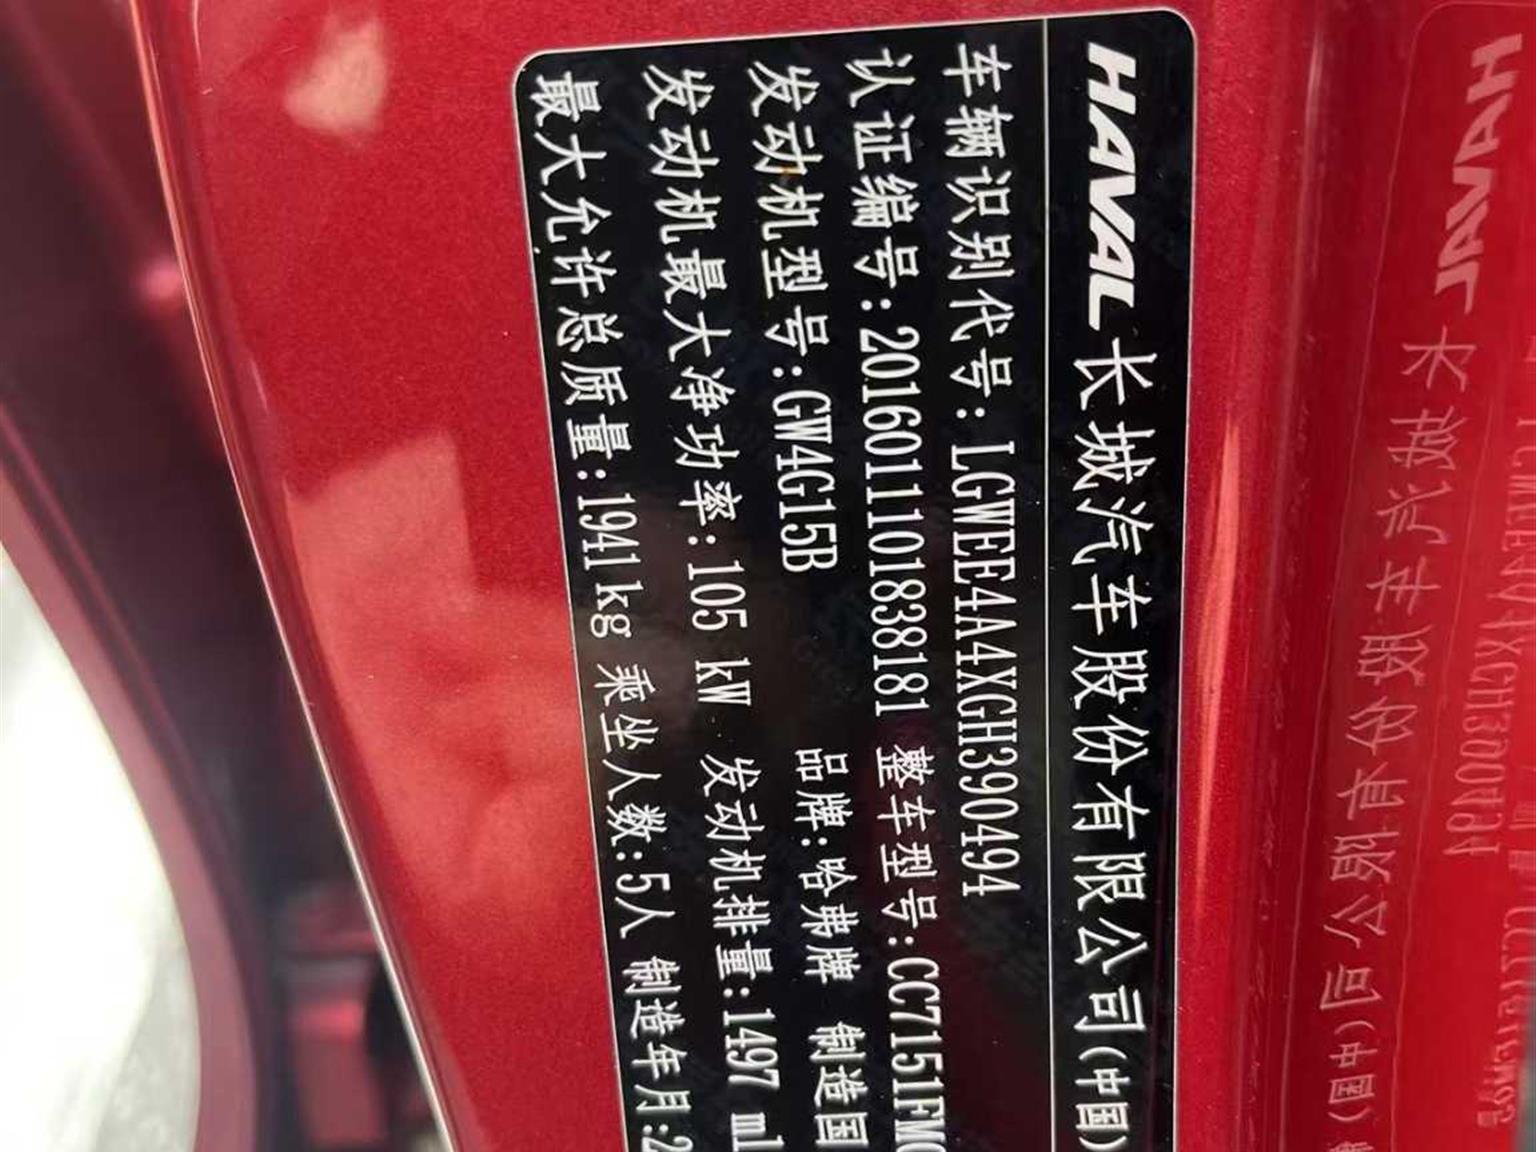 HAVAL 长城汽车股份有限公司(中国)
车辆识别代号:LGWEE4A4XGH390494
认证编号:2016011101838181 整车型号:CC7151FM
发动机型号:GW4G15B 品牌:哈弗牌 制造国
发动机最大净功率:105 kW 发动机排量:1497 ml
最大允许总质量:1941kg 乘坐人数:5人 制造年月:2